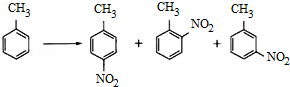 CH₃ CH₃ CH₃ CH₃
NO₂
+ +
NO₂
NO₂